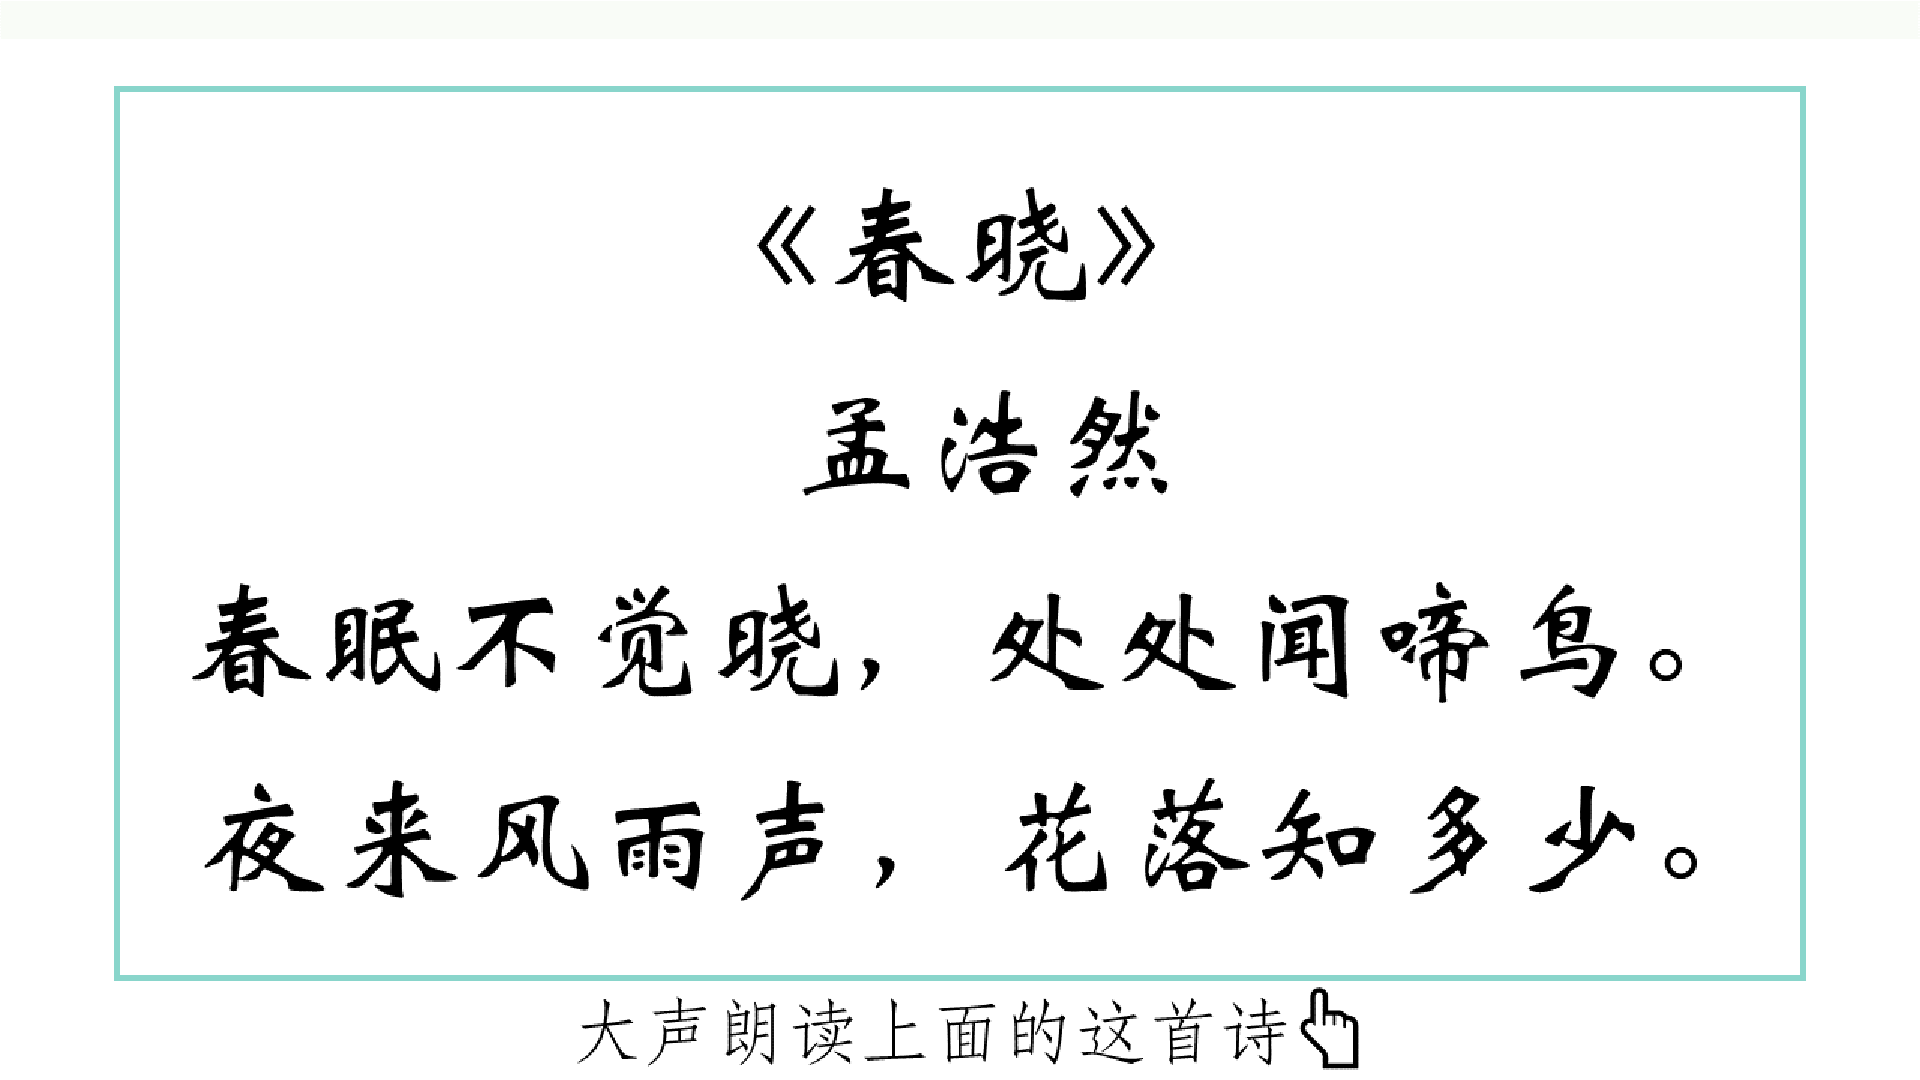 《春晓》
孟浩然
春眠不觉晓，处处闻啼鸟。
夜来风雨声，花落知多少。
大声朗读上面的这首诗